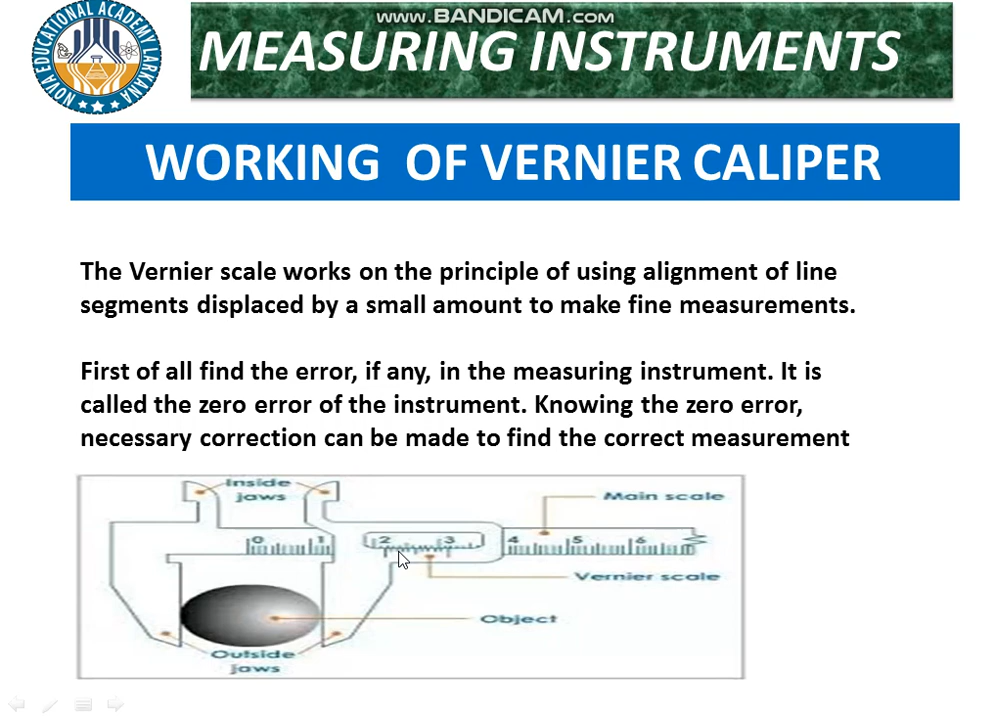 www.BANDICAM.com
NOVA EDUCATIONAL ACADEMY LARKANA
MEASURING INSTRUMENTS
WORKING OF VERNIER CALIPER
The Vernier scale works on the principle of using alignment of line
segments displaced by a small amount to make fine measurements.
First of all find the error, if any, in the measuring instrument. It is
called the zero error of the instrument. Knowing the zero error,
necessary correction can be made to find the correct measurement
Inside
jaws
Main scale
0 1 2 3 4 5 6
Vernier scale
Object
Outside
jaws